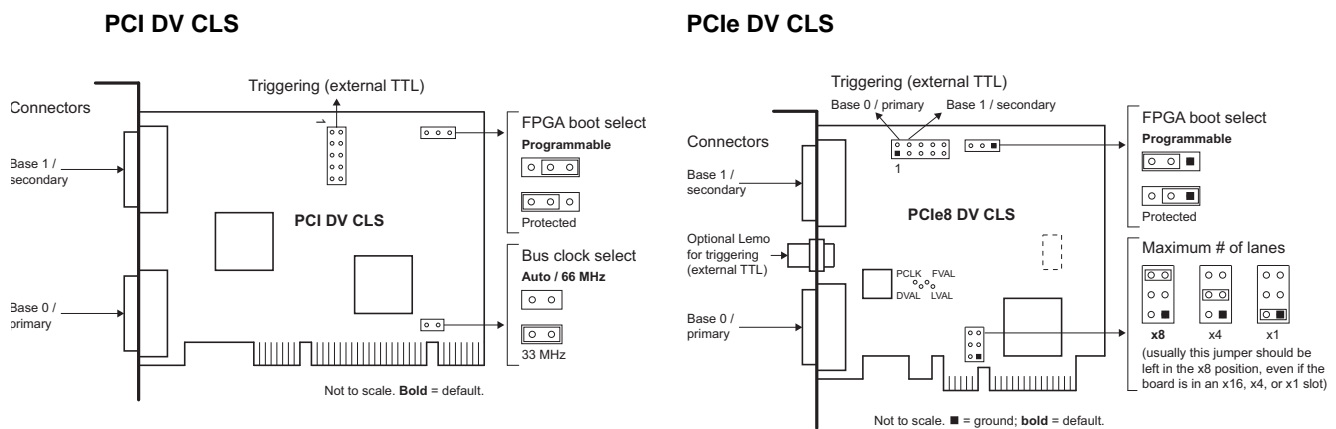 PCI DV CLS
Triggering (external TTL)
Connectors
1
FPGA boot select
Programmable
Protected
Base 1 /
secondary
PCI DV CLS
Bus clock select
Auto / 66 MHz
33 MHz
Base 0 /
primary
Not to scale. Bold = default.
PCIe DV CLS
Triggering (external TTL)
Base 0 / primary
Base 1 / secondary
Connectors
1
FPGA boot select
Programmable
Protected
Base 1 /
secondary
PCIe8 DV CLS
Optional Lemo
for triggering
(external TTL)
PCLK FVAL
DVAL LVAL
Maximum # of lanes
x8 x4 x1
(usually this jumper should be
left in the x8 position, even if the
board is in an x16, x4, or x1 slot)
Base 0 /
primary
Not to scale. ■ = ground; bold = default.